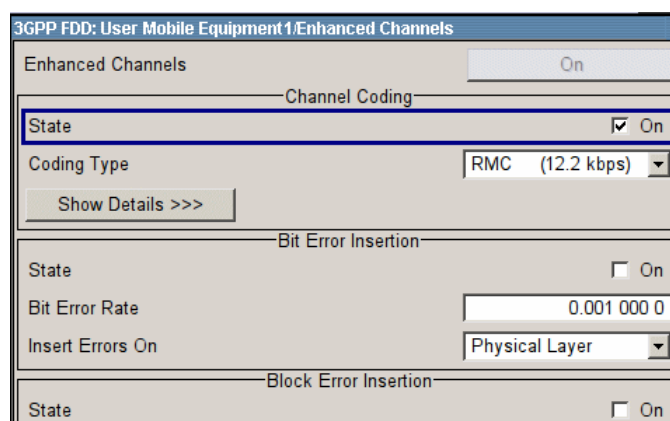 3GPP FDD: User Mobile Equipment1/Enhanced Channels
Enhanced Channels On
Channel Coding
State On
Coding Type RMC (12.2 kbps)
Show Details >>>
Bit Error Insertion
State On
Bit Error Rate 0.001 000 0
Insert Errors On Physical Layer
Block Error Insertion
State On